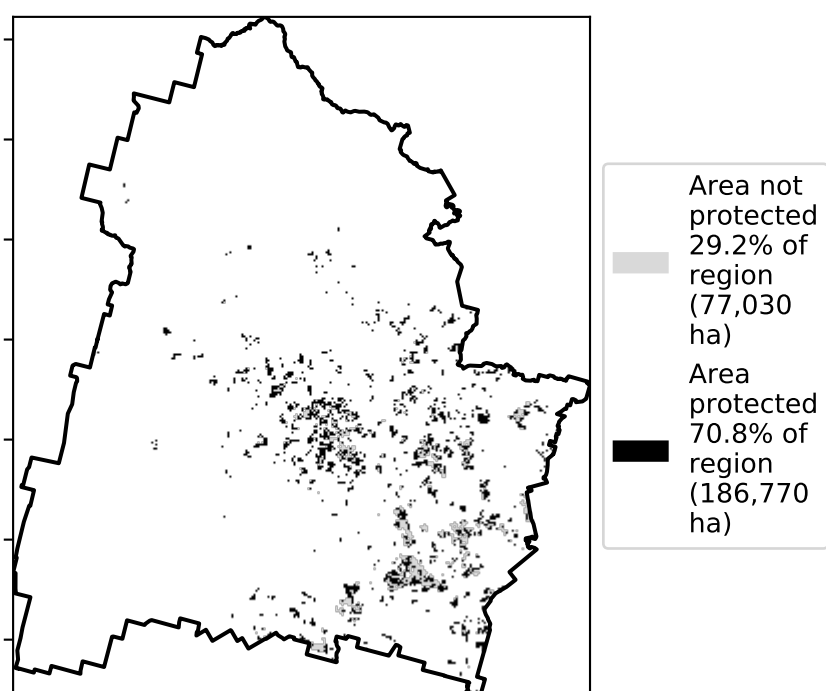 Area not
protected
29.2% of
region
(77,030
ha)
Area
protected
70.8% of
region
(186,770
ha)